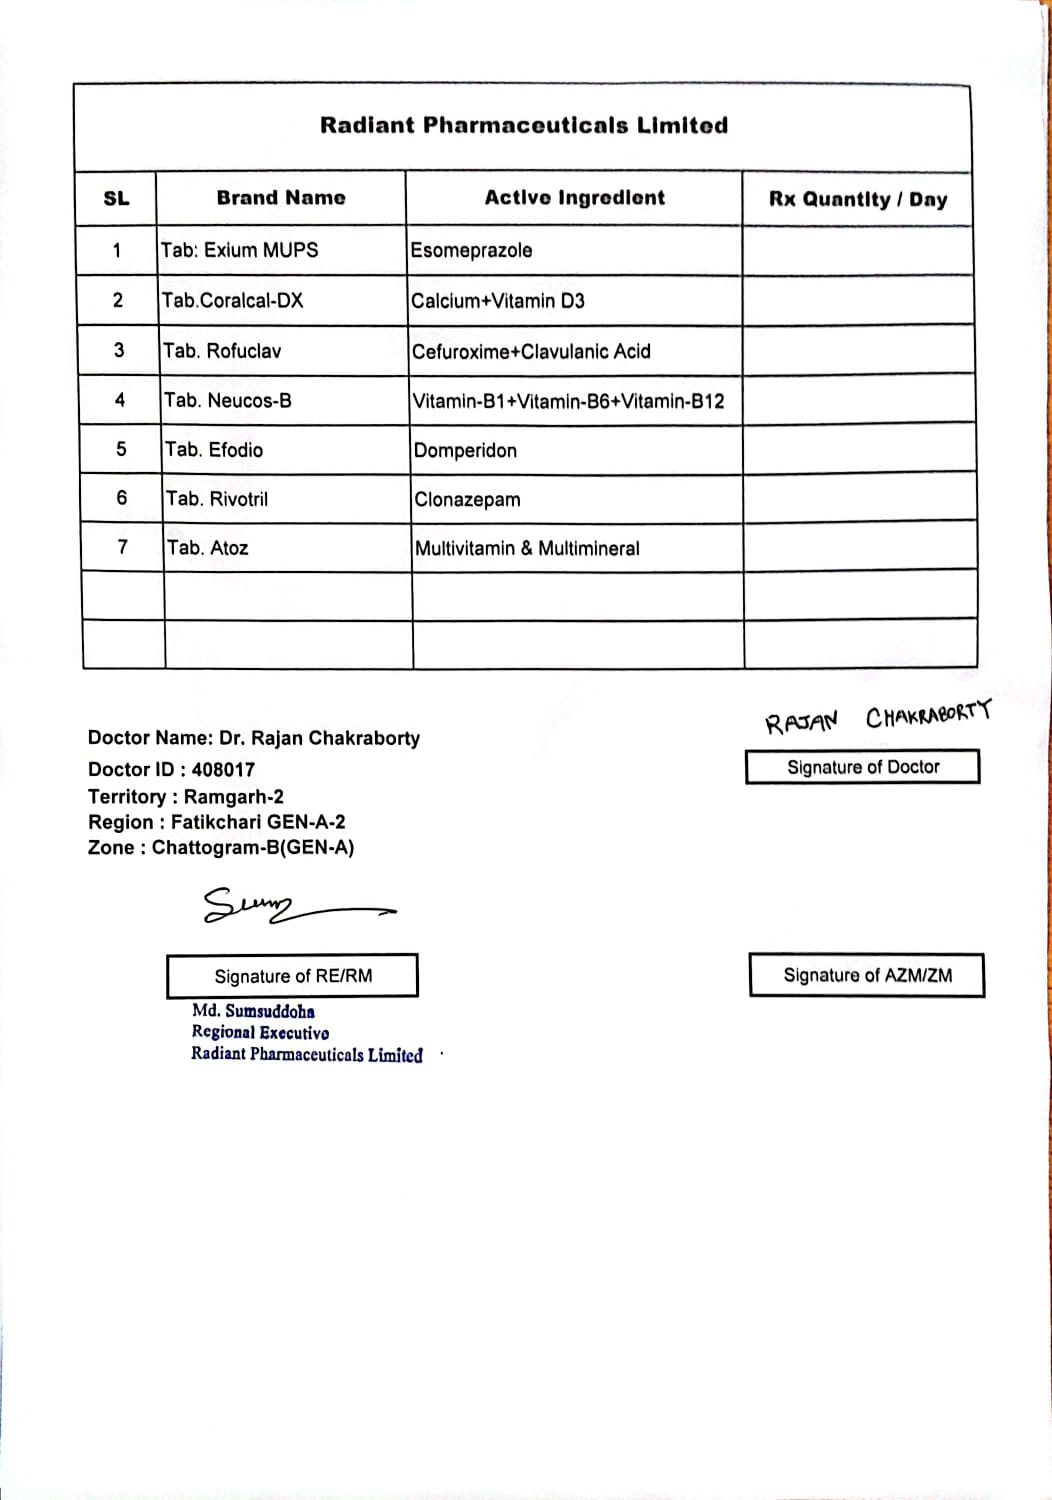 Radiant Pharmaceuticals Limited
SL Brand Name Active Ingredient Rx Quantity / Day
1 Tab: Exium MUPS Esomeprazole
2 Tab.Coralcal-DX Calcium+Vitamin D3
3 Tab. Rofuclav Cefuroxime+Clavulanic Acid
4 Tab. Neucos-B Vitamin-B1+Vitamin-B6+Vitamin-B12
5 Tab. Efodio Domperidon
6 Tab. Rivotril Clonazepam
7 Tab. Atoz Multivitamin & Multimineral
RAJAN CHAKRABORTY
Signature of Doctor
Doctor Name: Dr. Rajan Chakraborty
Doctor ID : 408017
Territory : Ramgarh-2
Region : Fatikchari GEN-A-2
Zone : Chattogram-B(GEN-A)
Signature of RE/RM
Signature of AZM/ZM
Md. Sumsuddoha
Regional Executive
Radiant Pharmaceuticals Limited